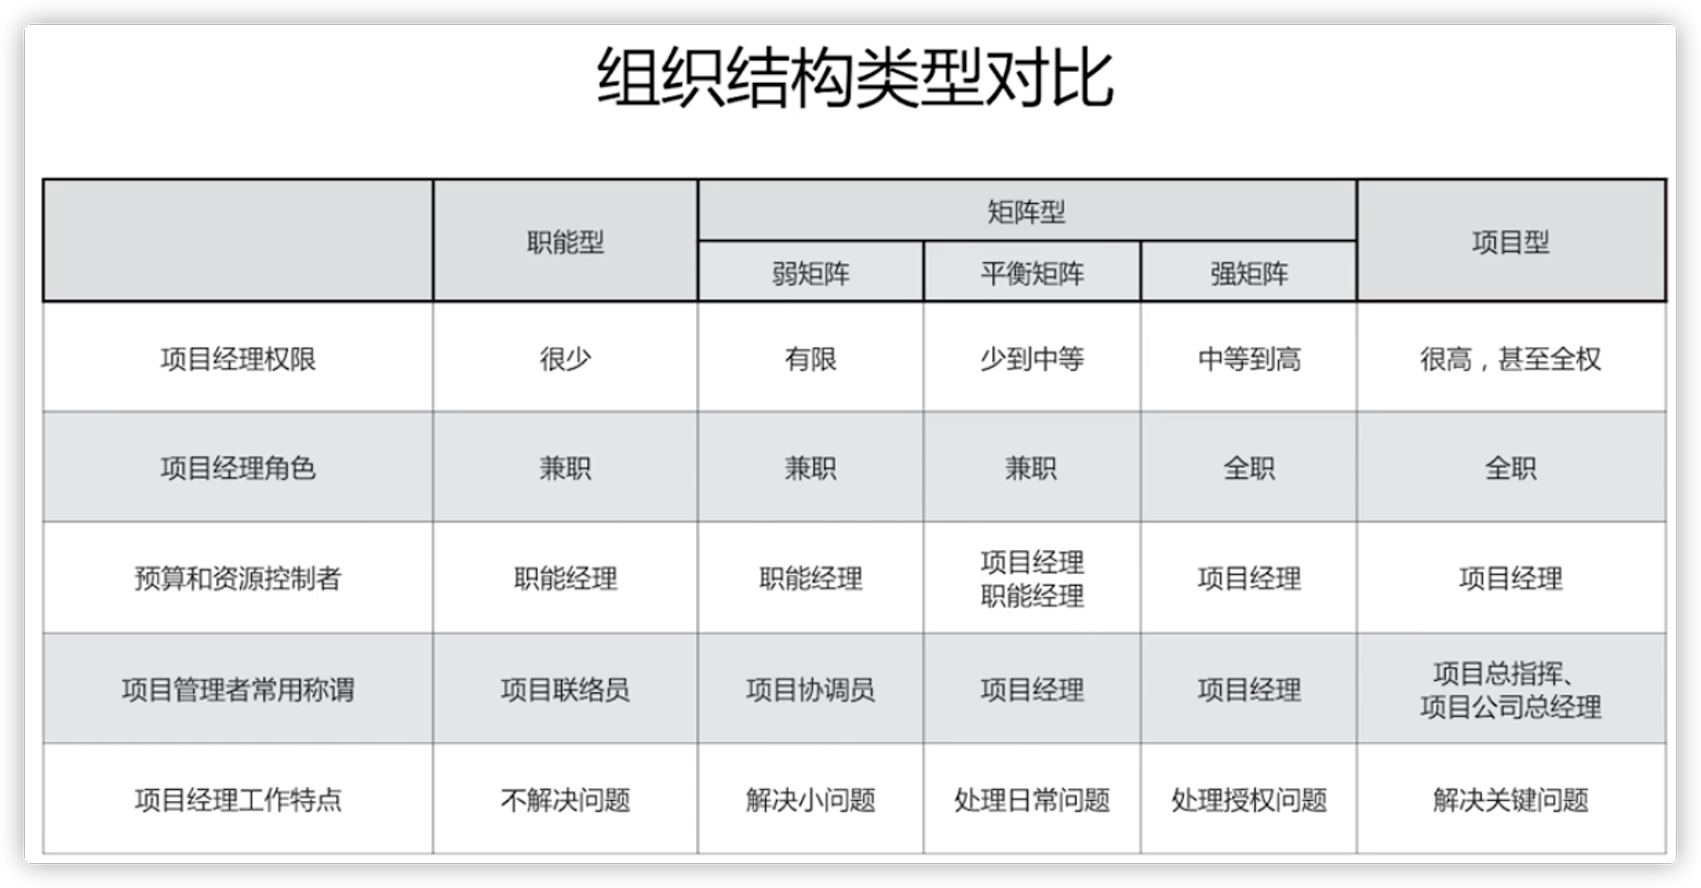 组织结构类型对比
职能型
矩阵型
项目型
弱矩阵
平衡矩阵
强矩阵
项目经理权限
很少
有限
少到中等
中等到高
很高，甚至全权
项目经理角色
兼职
兼职
兼职
全职
全职
预算和资源控制者
职能经理
职能经理
项目经理
职能经理
项目经理
项目经理
项目管理者常用称谓
项目联络员
项目协调员
项目经理
项目经理
项目总指挥、
项目公司总经理
项目经理工作特点
不解决问题
解决小问题
处理日常问题
处理授权问题
解决关键问题